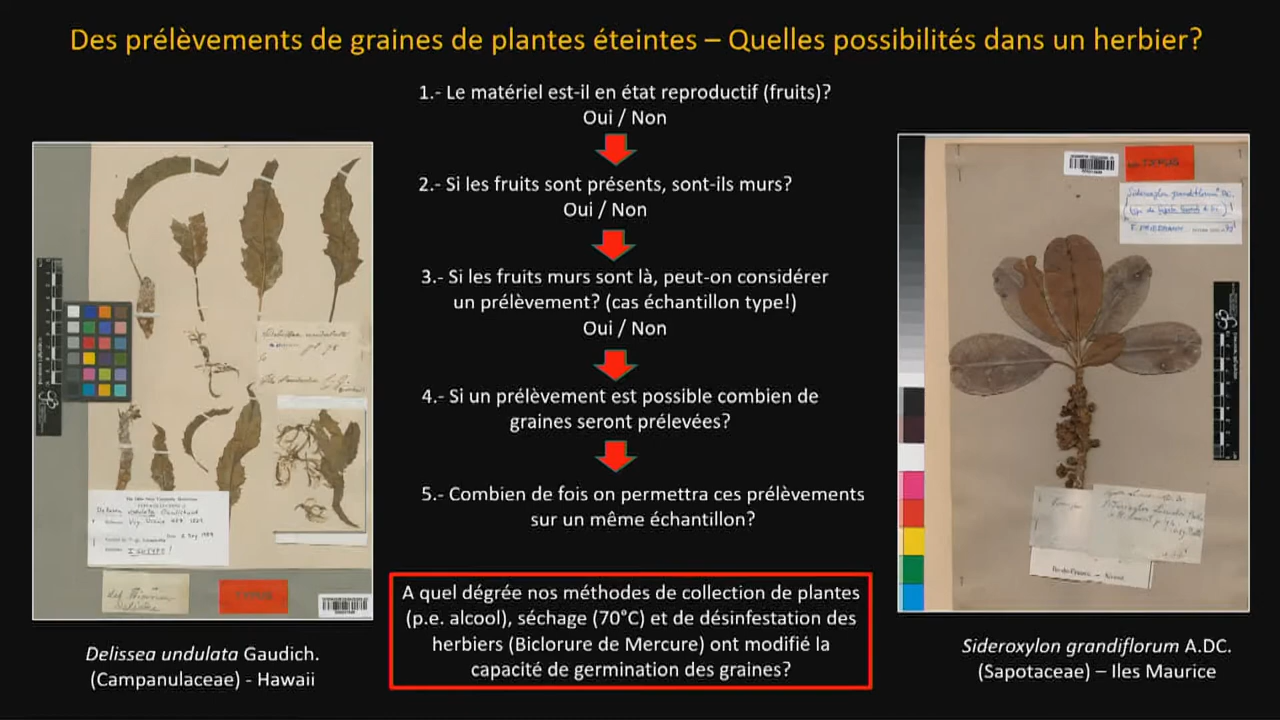 Des prélèvements de graines de plantes éteintes – Quelles possibilités dans un herbier?
1.- Le matériel est-il en état reproductif (fruits)?
Oui / Non
2.- Si les fruits sont présents, sont-ils murs?
Oui / Non
3.- Si les fruits murs sont là, peut-on considérer
un prélèvement? (cas échantillon type!)
Oui / Non
4.- Si un prélèvement est possible combien de
graines seront prélevées?
5.- Combien de fois on permettra ces prélèvements
sur un même échantillon?
A quel dégrée nos méthodes de collection de plantes
(p.e. alcool), séchage (70°C) et de désinfestation des
herbiers (Biclorure de Mercure) ont modifié la
capacité de germination des graines?
Delissea undulata Gaudich.
(Campanulaceae) - Hawaii
Sideroxylon grandiflorum A.DC.
(Sapotaceae) – Iles Maurice